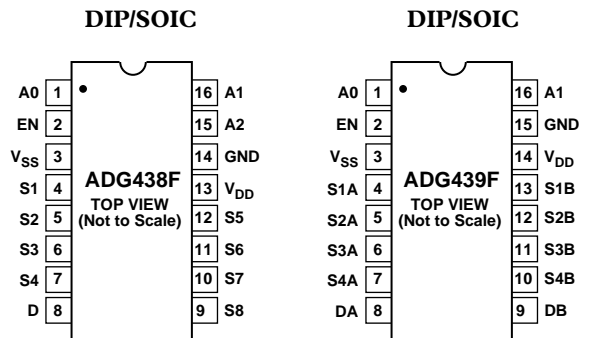 DIP/SOIC
A0 1 16 A1
EN 2 15 A2
VSS 3 14 GND
S1 4 13 VDD
S2 5 12 S5
S3 6 11 S6
S4 7 10 S7
D 8 9 S8
ADG438F
TOP VIEW
(Not to Scale)
DIP/SOIC
A0 1 16 A1
EN 2 15 GND
VSS 3 14 VDD
S1A 4 13 S1B
S2A 5 12 S2B
S3A 6 11 S3B
S4A 7 10 S4B
DA 8 9 DB
ADG439F
TOP VIEW
(Not to Scale)